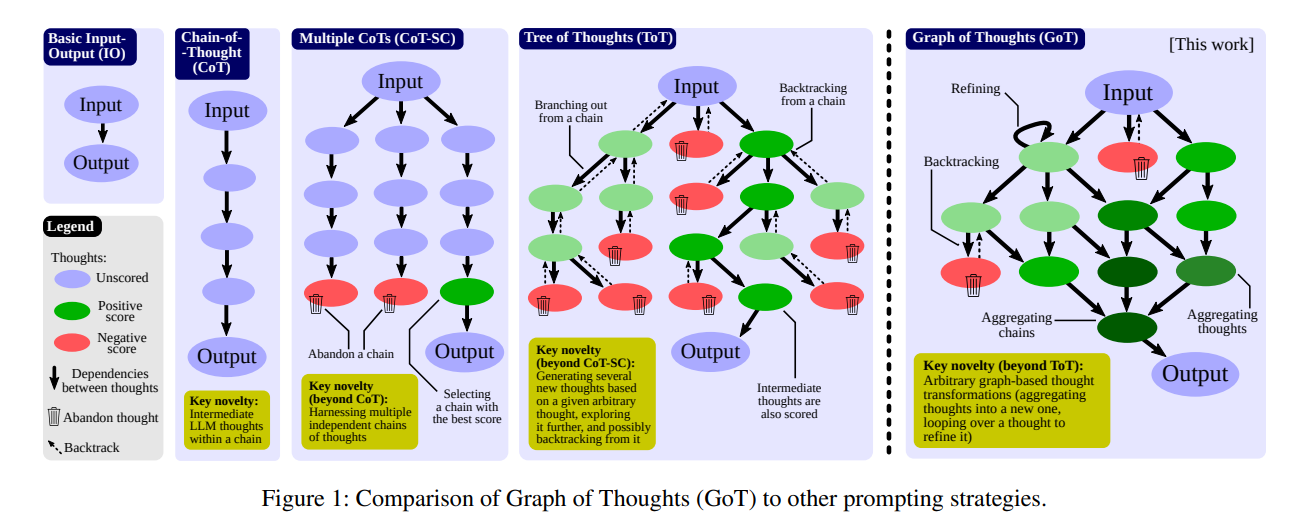 Basic Input-
Output (IO)
Input
Output
Legend
Thoughts:
Unscored
Positive
score
Negative
score
Dependencies
between thoughts
Abandon thought
Backtrack
Chain-of-
-Thought
(CoT)
Input
Output
Key novelty:
Intermediate
LLM thoughts
within a chain
Multiple CoTs (CoT-SC)
Input
Abandon a chain
Output
Selecting
a chain with
the best score
Key novelty
(beyond CoT):
Harnessing multiple
independent chains
of thoughts
Tree of Thoughts (ToT)
Input
Branching out
from a chain
Backtracking
from a chain
Output
Intermediate
thoughts are
also scored
Key novelty
(beyond CoT-SC):
Generating several
new thoughts based
on a given arbitrary
thought, exploring
it further, and possibly
backtracking from it
Graph of Thoughts (GoT)
[This work]
Refining
Input
Backtracking
Aggregating
chains
Aggregating
thoughts
Output
Key novelty (beyond ToT):
Arbitrary graph-based thought
transformations (aggregating
thoughts into a new one,
looping over a thought to
refine it)
Figure 1: Comparison of Graph of Thoughts (GoT) to other prompting strategies.